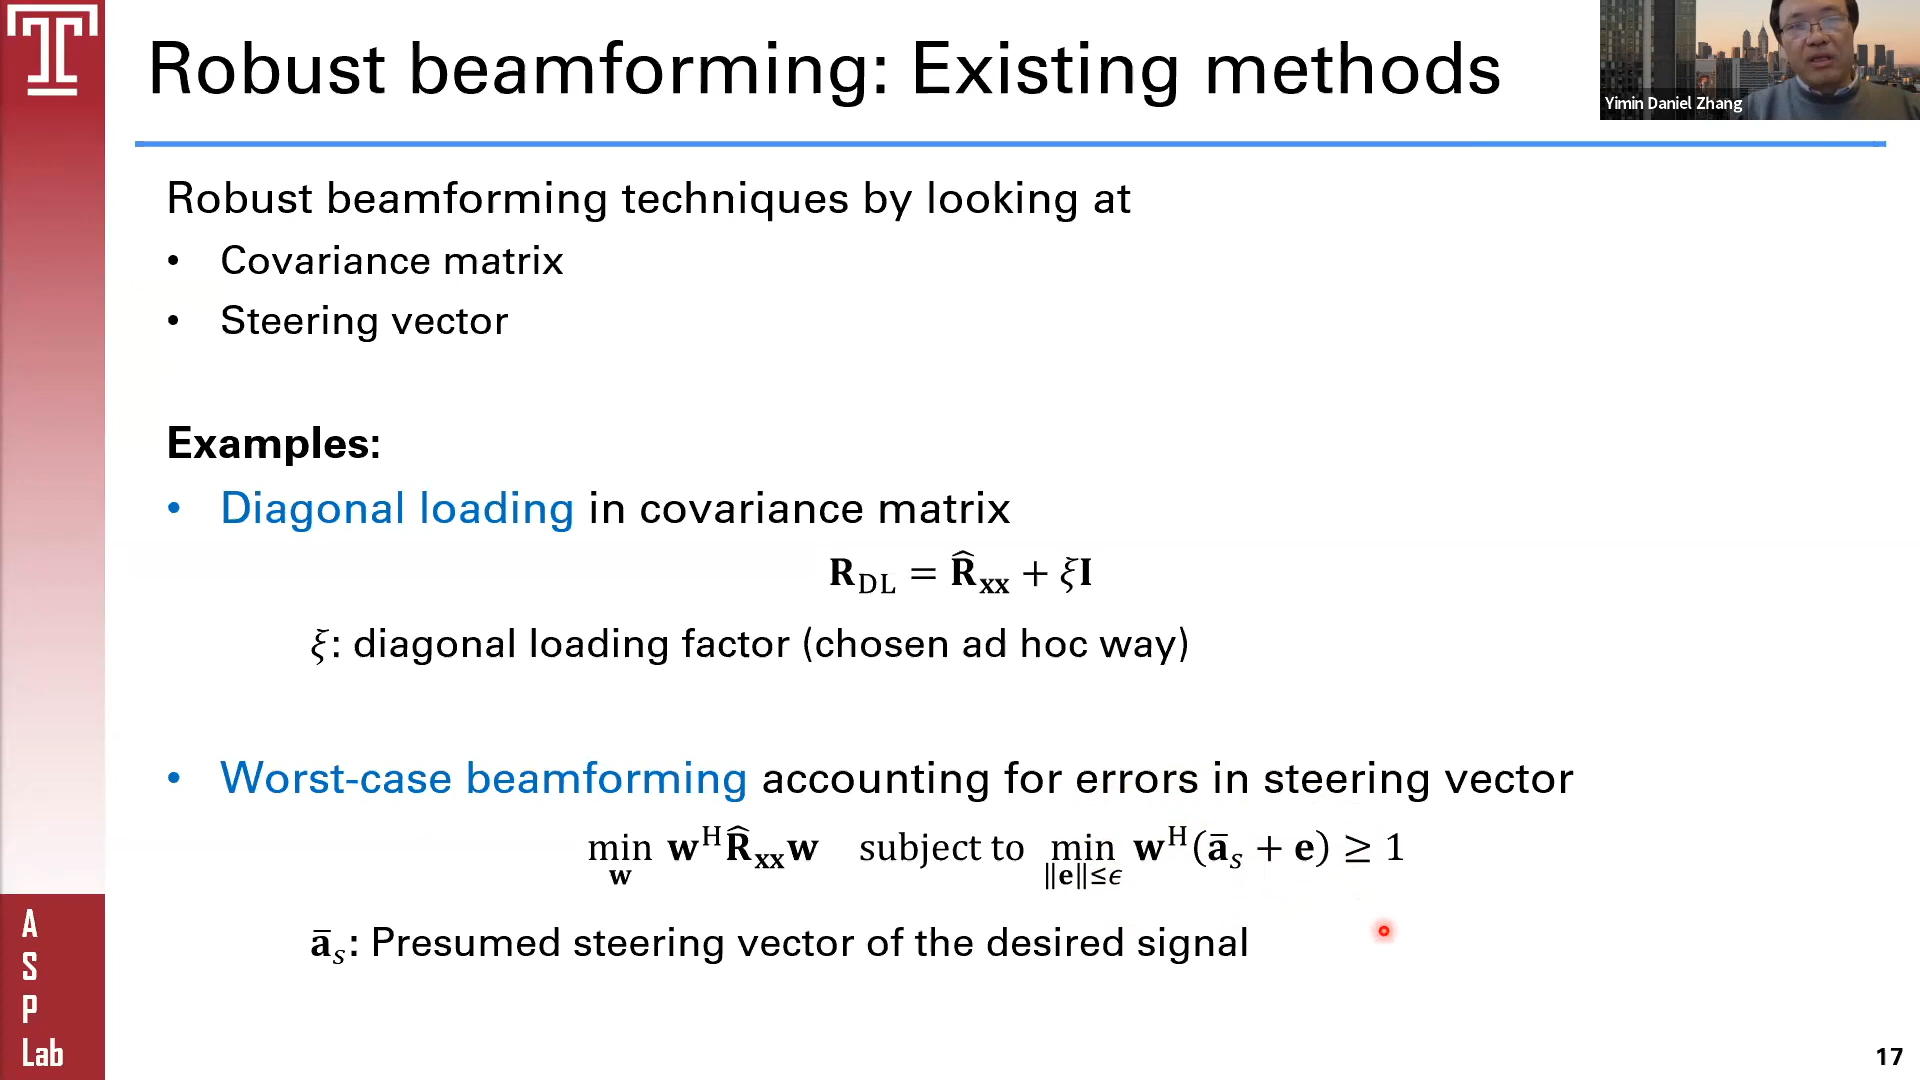 Robust beamforming: Existing methods
Yimin Daniel Zhang
Robust beamforming techniques by looking at
• Covariance matrix
• Steering vector
Examples:
• Diagonal loading in covariance matrix
𝐑_DL = 𝐑̂_𝐱𝐱 + ξ𝐈
ξ: diagonal loading factor (chosen ad hoc way)
• Worst-case beamforming accounting for errors in steering vector
min_𝐰 𝐰^H 𝐑̂_𝐱𝐱 𝐰 subject to min_{‖𝐞‖≤ϵ} 𝐰^H(𝐚̄_s + 𝐞) ≥ 1
𝐚̄_s: Presumed steering vector of the desired signal
A
S
P
Lab
17